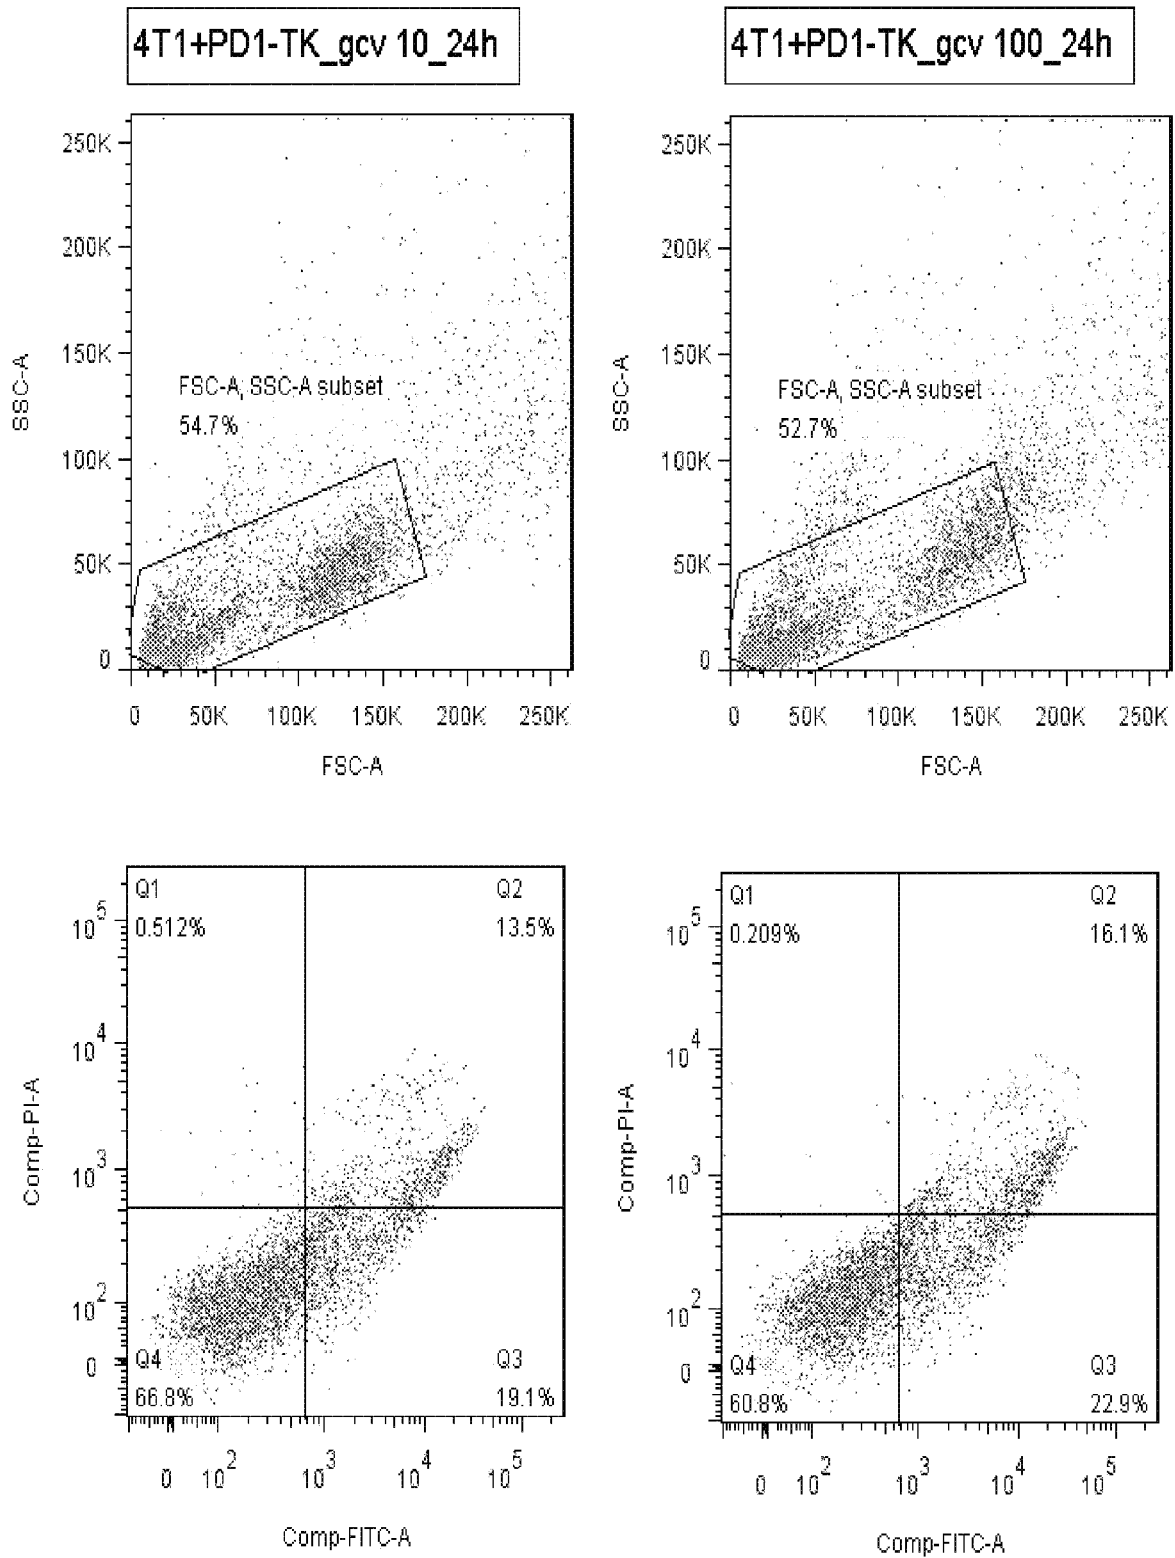 4T1+PD1-TK_gcv 10_24h
4T1+PD1-TK_gcv 100_24h
250K
200K
150K
100K
50K
0
SSC-A
FSC-A, SSC-A subset
54.7%
0 50K 100K 150K 200K 250K
FSC-A
250K
200K
150K
100K
50K
0
SSC-A
FSC-A, SSC-A subset
52.7%
0 50K 100K 150K 200K 250K
FSC-A
Q1
0.512%
Q2
13.5%
10^5
10^4
10^3
10^2
0
Comp-PI-A
Q4
66.8%
Q3
19.1%
0 10^2 10^3 10^4 10^5
Comp-FITC-A
Q1
0.209%
Q2
16.1%
10^5
10^4
10^3
10^2
0
Comp-PI-A
Q4
60.8%
Q3
22.9%
0 10^2 10^3 10^4 10^5
Comp-FITC-A